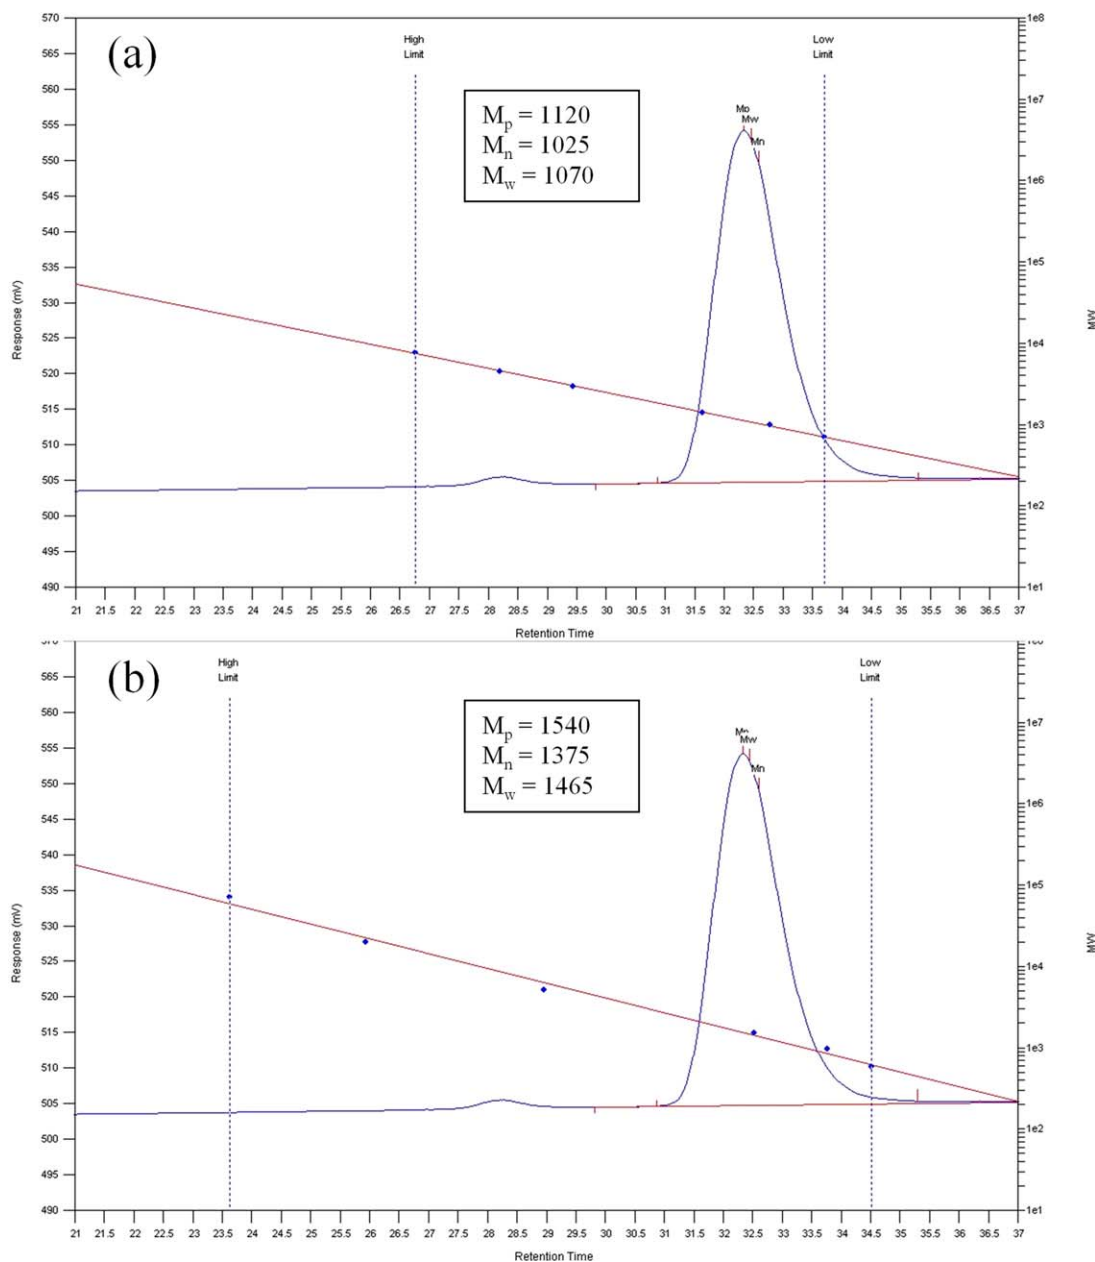 (a)
High
Limit
Low
Limit
M_p = 1120
M_n = 1025
M_w = 1070
Mp
Mw
Mn
570
565
560
555
550
545
540
535
530
525
520
515
510
505
500
495
490
Response (mV)
1e8
1e7
1e6
1e5
1e4
1e3
1e2
1e1
MW
21 21.5 22 22.5 23 23.5 24 24.5 25 25.5 26 26.5 27 27.5 28 28.5 29 29.5 30 30.5 31 31.5 32 32.5 33 33.5 34 34.5 35 35.5 36 36.5 37
Retention Time
(b)
High
Limit
Low
Limit
M_p = 1540
M_n = 1375
M_w = 1465
Mw
Mn
570
565
560
555
550
545
540
535
530
525
520
515
510
505
500
495
490
Response (mV)
1e7
1e6
1e5
1e4
1e3
1e2
1e1
MW
21 21.5 22 22.5 23 23.5 24 24.5 25 25.5 26 26.5 27 27.5 28 28.5 29 29.5 30 30.5 31 31.5 32 32.5 33 33.5 34 34.5 35 35.5 36 36.5 37
Retention Time